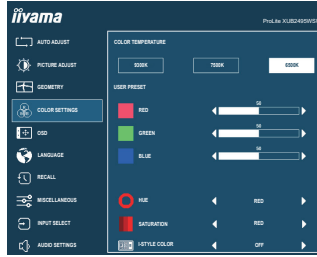 iiyama
ProLite XUB2495WSU
AUTO ADJUST
COLOR TEMPERATURE
PICTURE ADJUST
9300K
7500K
6500K
GEOMETRY
USER PRESET
COLOR SETTINGS
RED
50
OSD
GREEN
50
LANGUAGE
BLUE
50
RECALL
MISCELLANEOUS
HUE
RED
INPUT SELECT
SATURATION
RED
AUDIO SETTINGS
I-STYLE COLOR
OFF